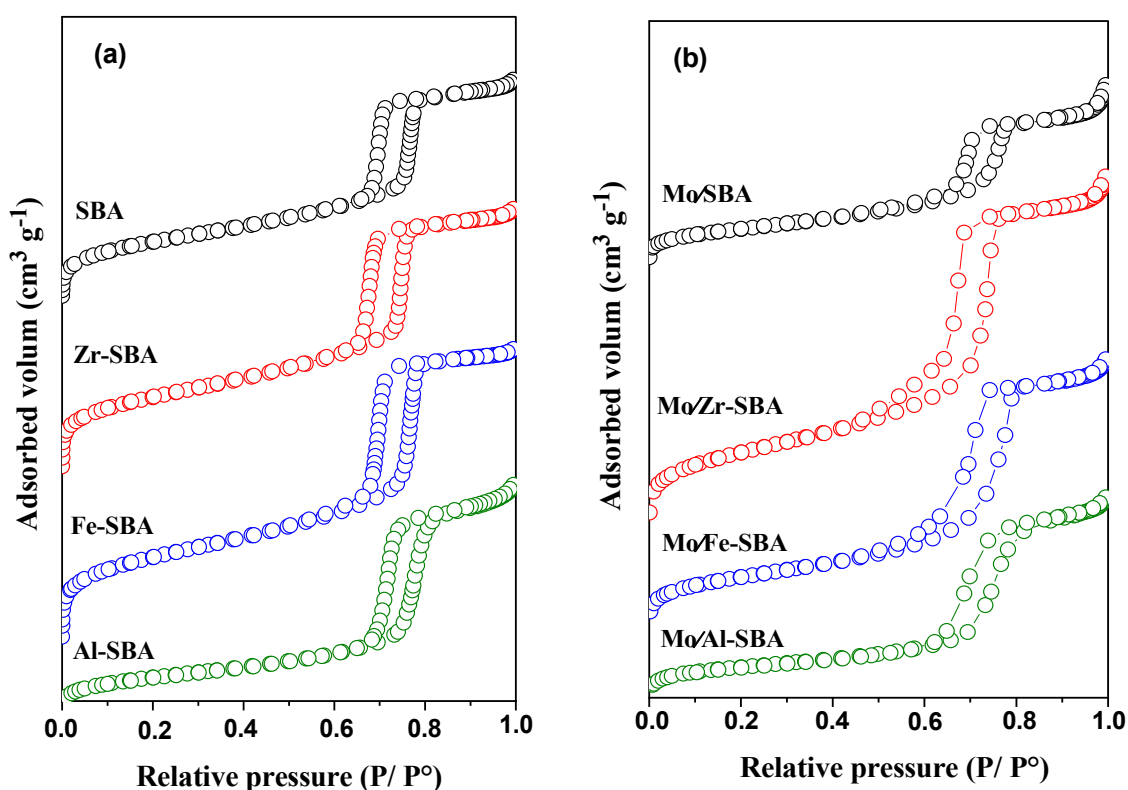 (a)
SBA
Zr-SBA
Fe-SBA
Al-SBA
0.0 0.2 0.4 0.6 0.8 1.0
Relative pressure (P/ P°)
Adsorbed volum (cm³ g⁻¹)
(b)
Mo/SBA
Mo/Zr-SBA
Mo/Fe-SBA
Mo/Al-SBA
0.0 0.2 0.4 0.6 0.8 1.0
Relative pressure (P/ P°)
Adsorbed volum (cm³ g⁻¹)